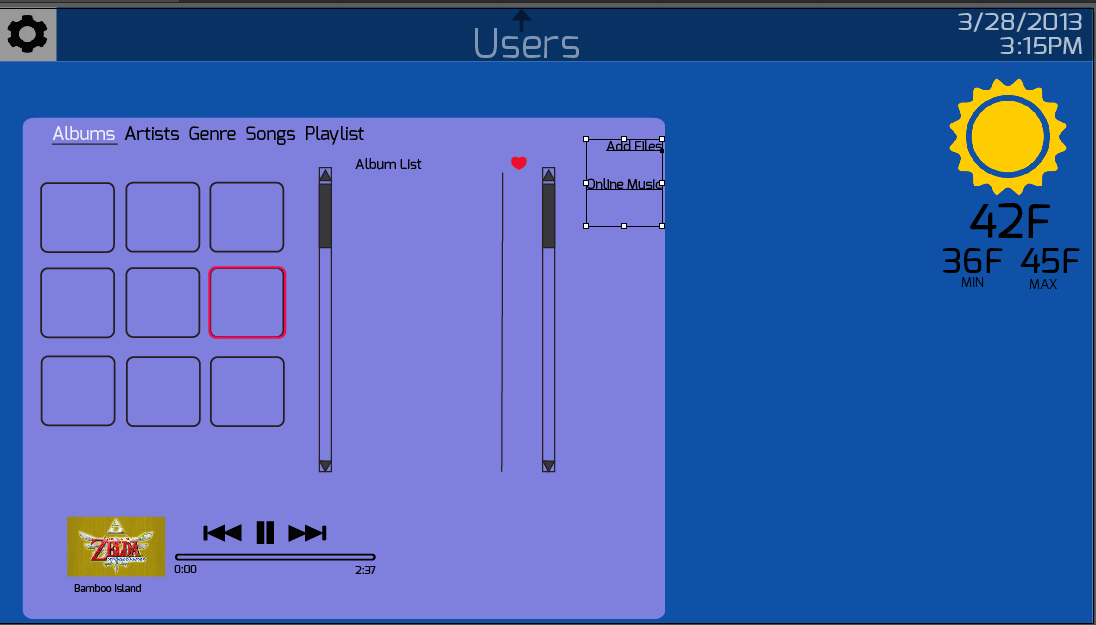 Users
3/28/2013
3:15PM
Albums Artists Genre Songs Playlist
Album List
Add Files
Online Music
42F
36F 45F
MIN MAX
ZELDA
0:00 2:37
Bamboo Island